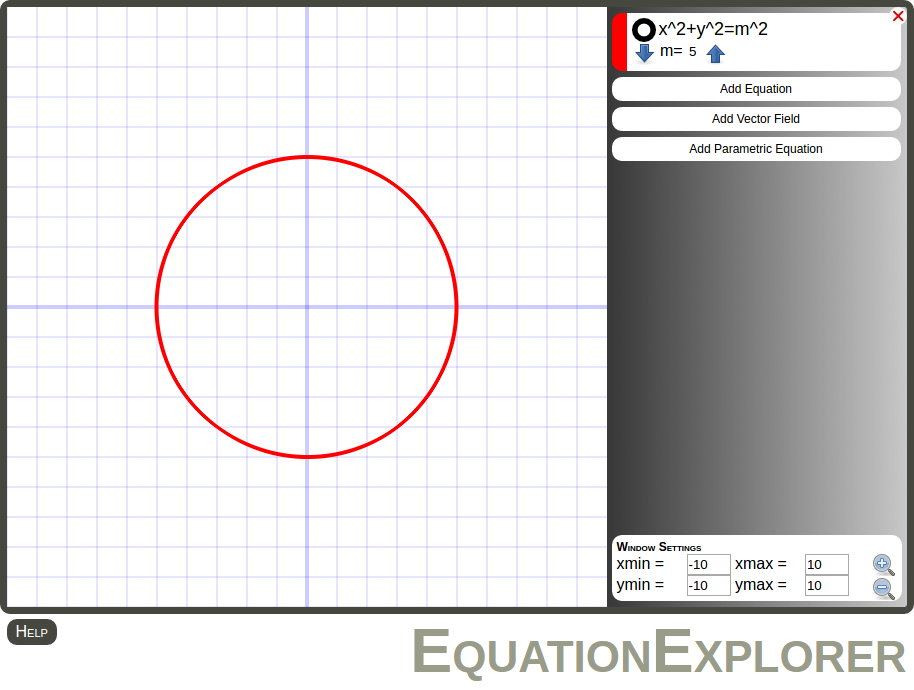 x^2+y^2=m^2
m= 5
Add Equation
Add Vector Field
Add Parametric Equation
Window Settings
xmin = -10 xmax = 10
ymin = -10 ymax = 10
Help
EquationExplorer